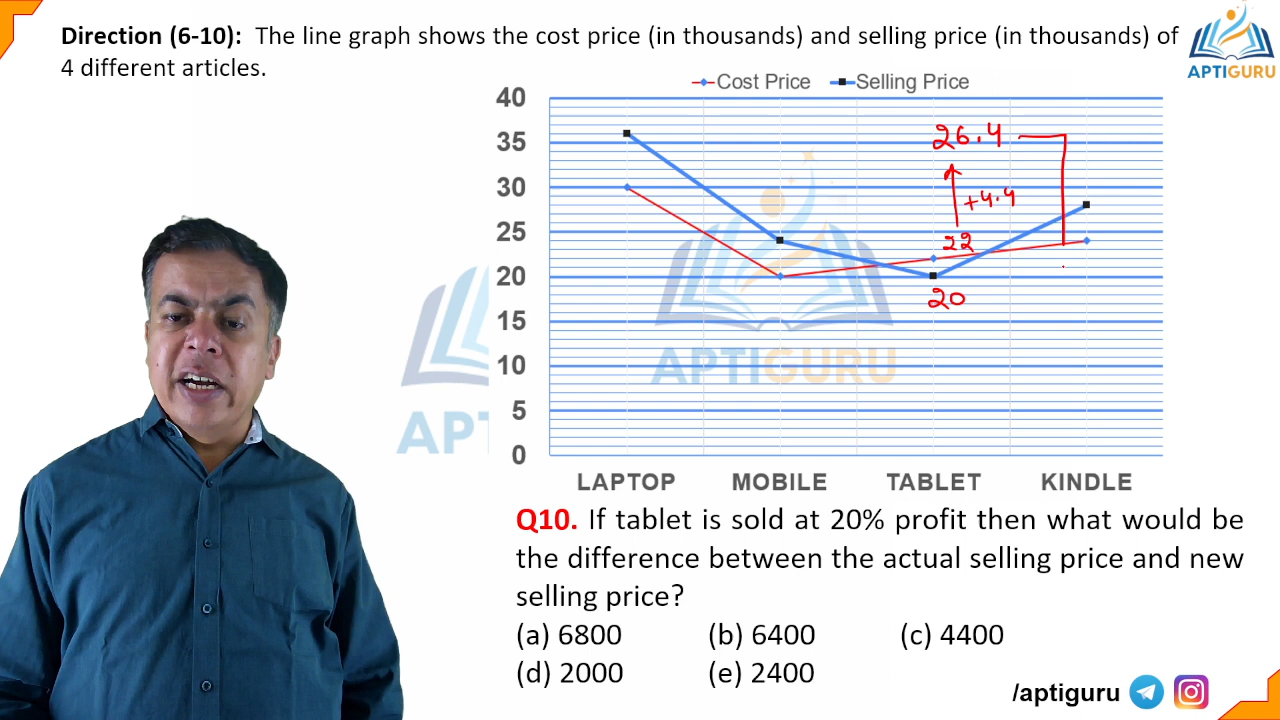 Direction (6-10): The line graph shows the cost price (in thousands) and selling price (in thousands) of
4 different articles.
APTIGURU
Cost Price Selling Price
40
35
30
25
20
15
10
5
0
26.4
+4.4
22
20
APTIGURU
APT
LAPTOP MOBILE TABLET KINDLE
Q10. If tablet is sold at 20% profit then what would be
the difference between the actual selling price and new
selling price?
(a) 6800 (b) 6400 (c) 4400
(d) 2000 (e) 2400
/aptiguru